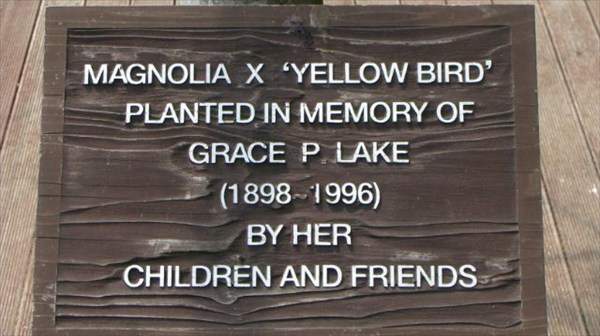 MAGNOLIA X ‘YELLOW BIRD’
PLANTED IN MEMORY OF
GRACE P. LAKE
(1898-1996)
BY HER
CHILDREN AND FRIENDS